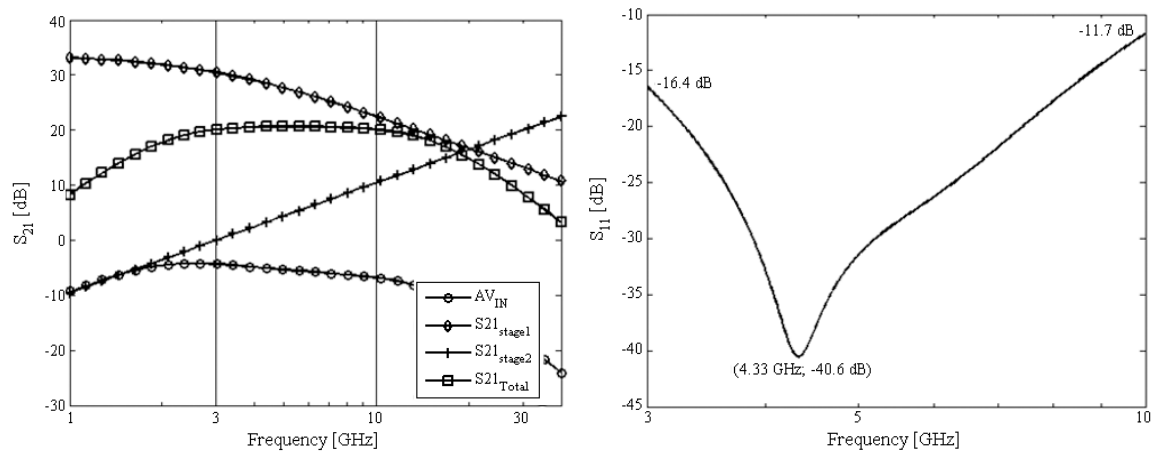 40
30
20
10
0
-10
-20
-30
S21 [dB]
1
3
10
30
Frequency [GHz]
AVIN
S21stage1
S21stage2
S21Total
-10
-15
-20
-25
-30
-35
-40
-45
S11 [dB]
-16.4 dB
-11.7 dB
(4.33 GHz; -40.6 dB)
3
5
10
Frequency [GHz]